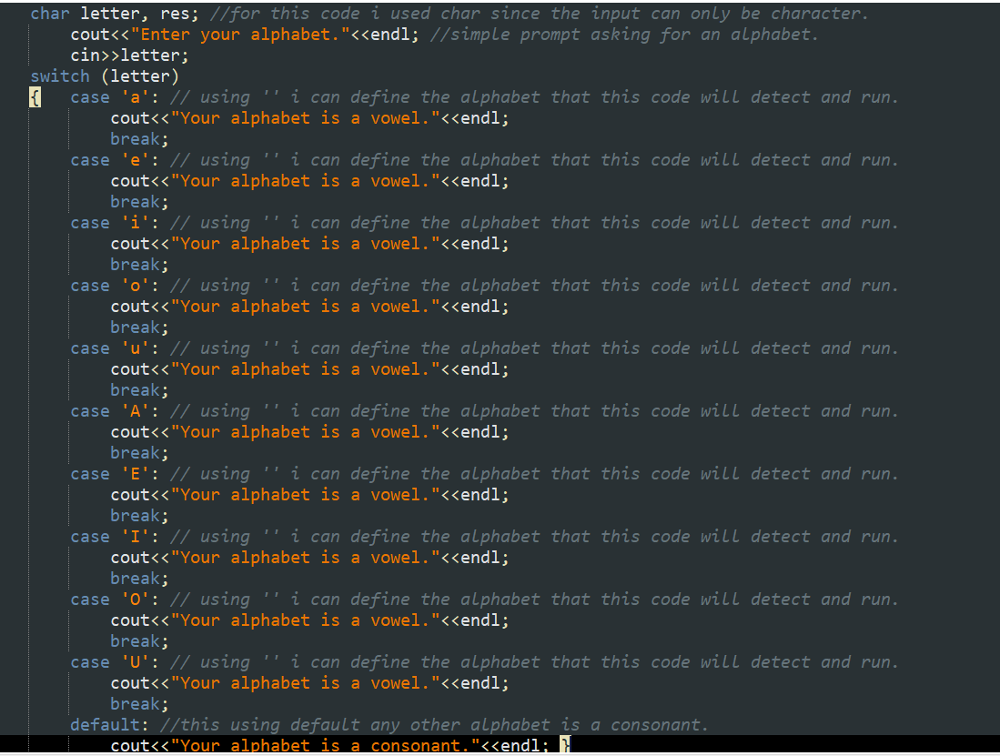 char letter, res; //for this code i used char since the input can only be character.
cout<<"Enter your alphabet."<<endl; //simple prompt asking for an alphabet.
cin>>letter;
switch (letter)
{ case 'a': // using '' i can define the alphabet that this code will detect and run.
cout<<"Your alphabet is a vowel."<<endl;
break;
case 'e': // using '' i can define the alphabet that this code will detect and run.
cout<<"Your alphabet is a vowel."<<endl;
break;
case 'i': // using '' i can define the alphabet that this code will detect and run.
cout<<"Your alphabet is a vowel."<<endl;
break;
case 'o': // using '' i can define the alphabet that this code will detect and run.
cout<<"Your alphabet is a vowel."<<endl;
break;
case 'u': // using '' i can define the alphabet that this code will detect and run.
cout<<"Your alphabet is a vowel."<<endl;
break;
case 'A': // using '' i can define the alphabet that this code will detect and run.
cout<<"Your alphabet is a vowel."<<endl;
break;
case 'E': // using '' i can define the alphabet that this code will detect and run.
cout<<"Your alphabet is a vowel."<<endl;
break;
case 'I': // using '' i can define the alphabet that this code will detect and run.
cout<<"Your alphabet is a vowel."<<endl;
break;
case 'O': // using '' i can define the alphabet that this code will detect and run.
cout<<"Your alphabet is a vowel."<<endl;
break;
case 'U': // using '' i can define the alphabet that this code will detect and run.
cout<<"Your alphabet is a vowel."<<endl;
break;
default: //this using default any other alphabet is a consonant.
cout<<"Your alphabet is a consonant."<<endl; }